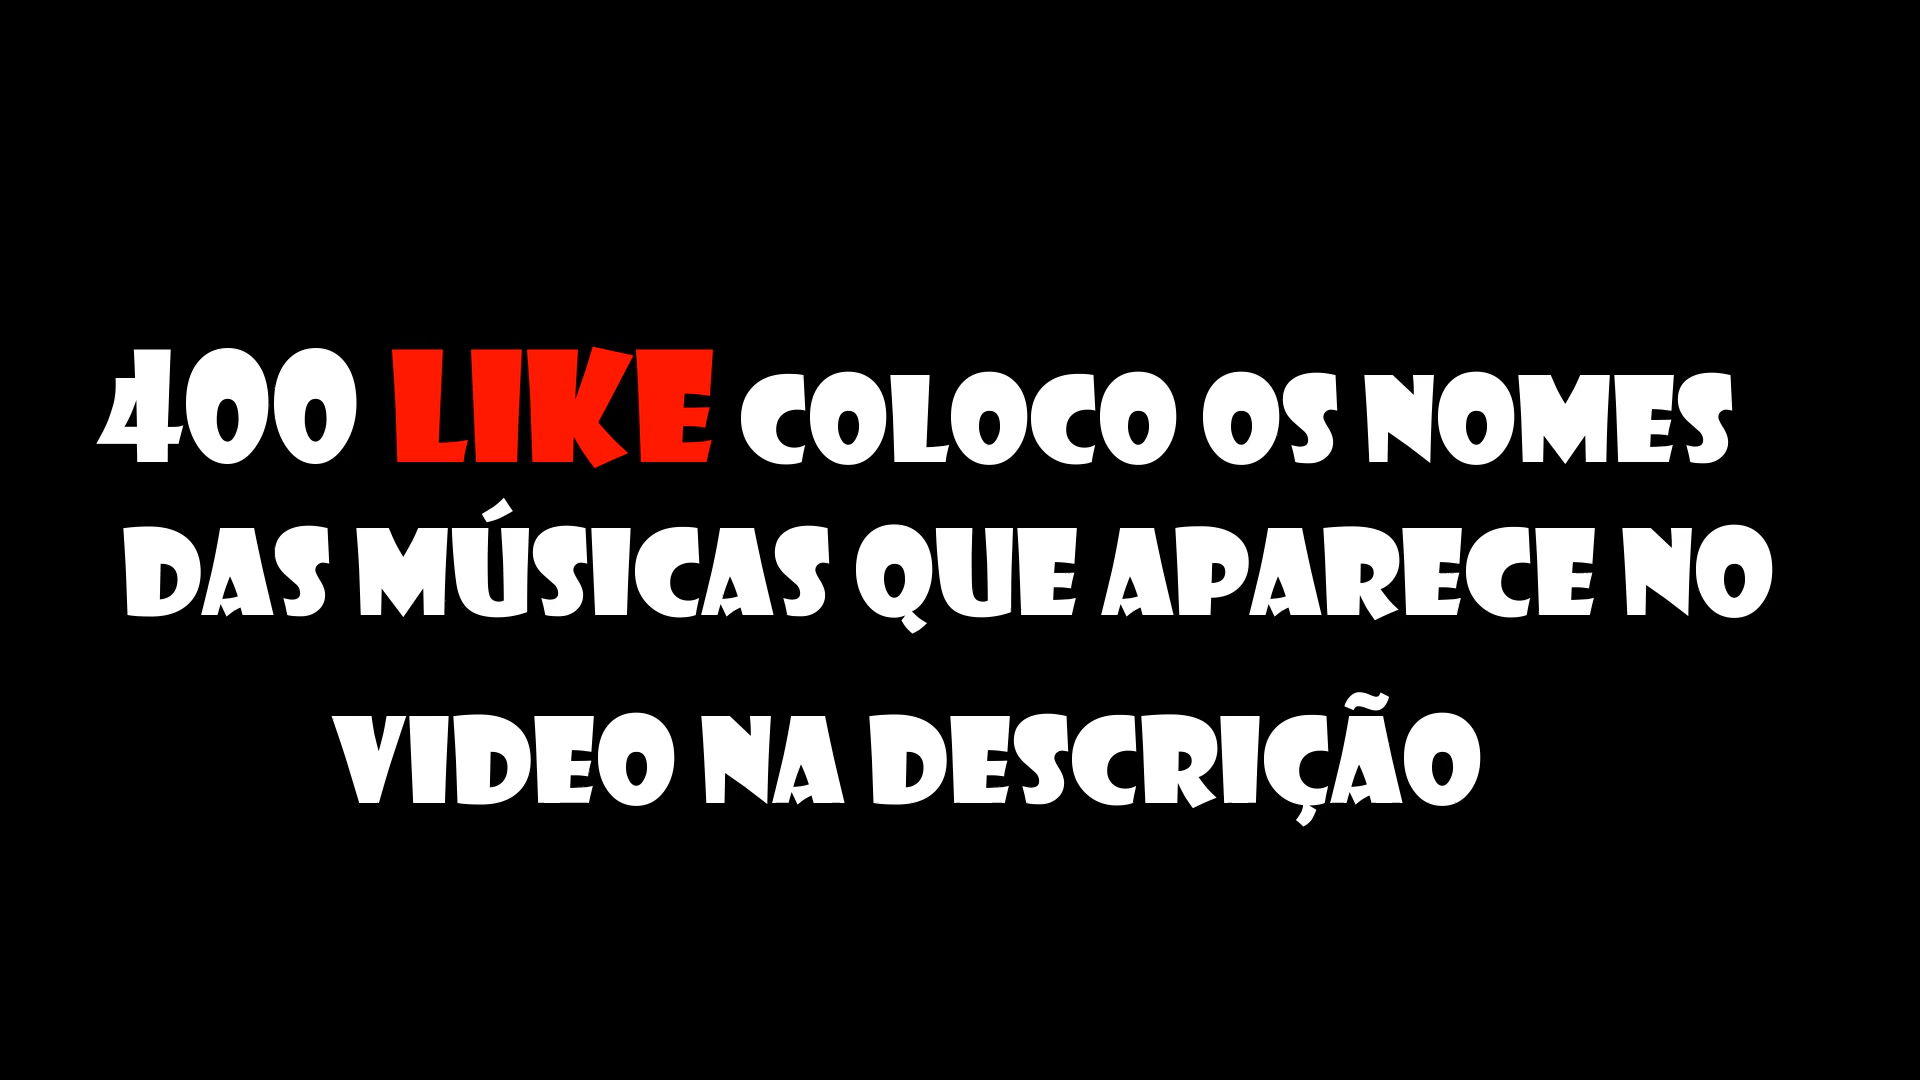 400 LIKE COLOCO OS NOMES
DAS MÚSICAS QUE APARECE NO
VIDEO NA DESCRIÇÃO